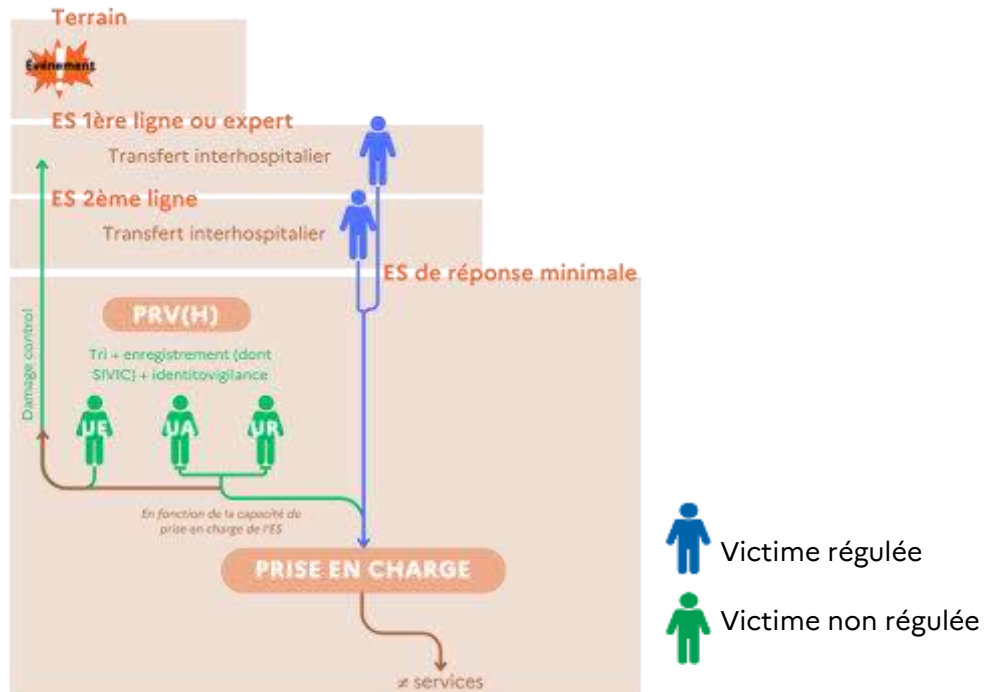 Terrain
Événement
ES 1ère ligne ou expert
Transfert interhospitalier
ES 2ème ligne
Transfert interhospitalier
ES de réponse minimale
PRV(H)
Damage control
Tri + enregistrement (dont
SIVIC) + identitovigilance
UE
UA
UR
En fonction de la capacité de
prise en charge de l'ES
PRISE EN CHARGE
≠ services
Victime régulée
Victime non régulée